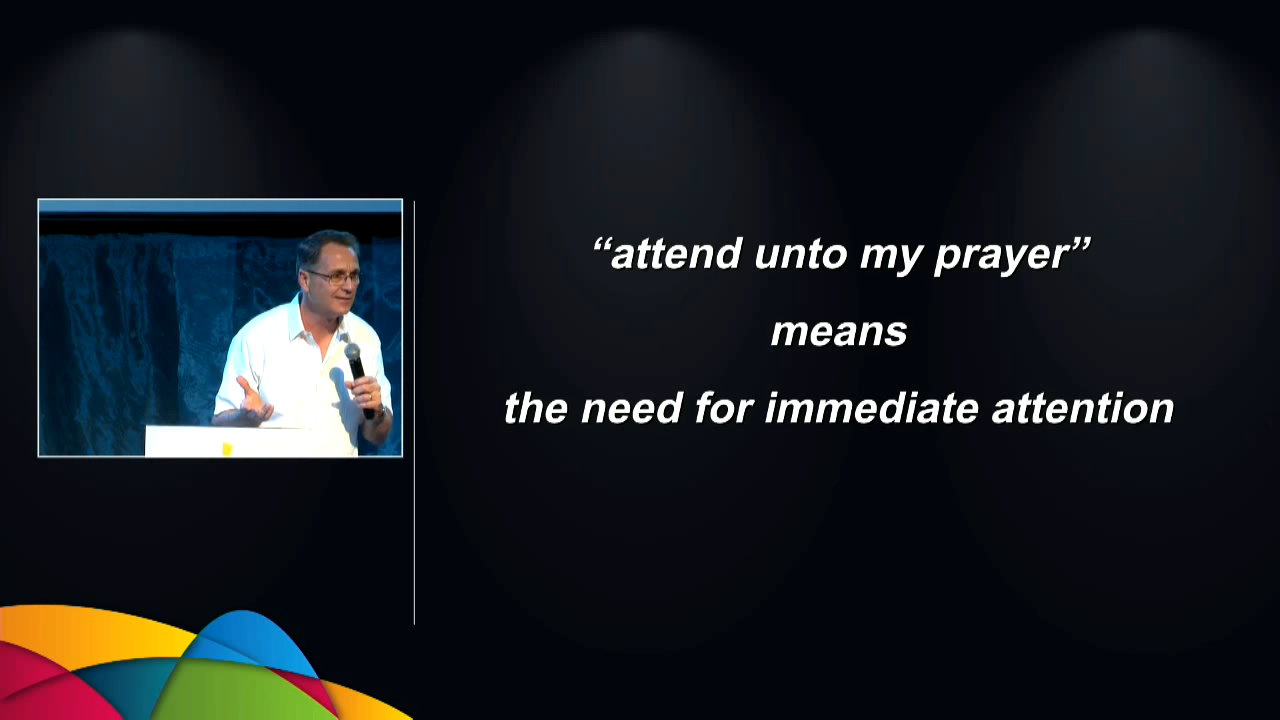 “attend unto my prayer”
means
the need for immediate attention